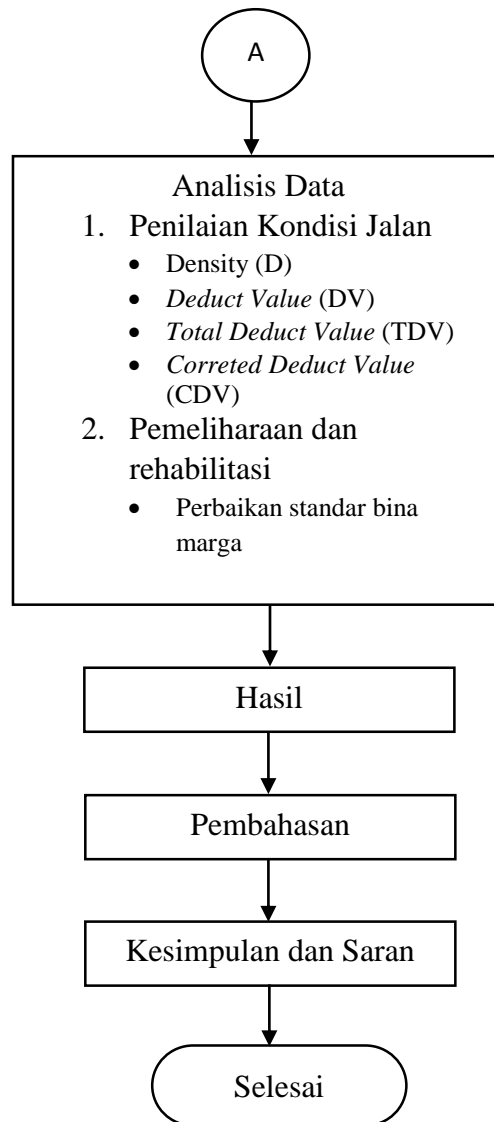 A
Analisis Data
1. Penilaian Kondisi Jalan
• Density (D)
• Deduct Value (DV)
• Total Deduct Value (TDV)
• Correted Deduct Value
(CDV)
2. Pemeliharaan dan
rehabilitasi
• Perbaikan standar bina
marga
Hasil
Pembahasan
Kesimpulan dan Saran
Selesai